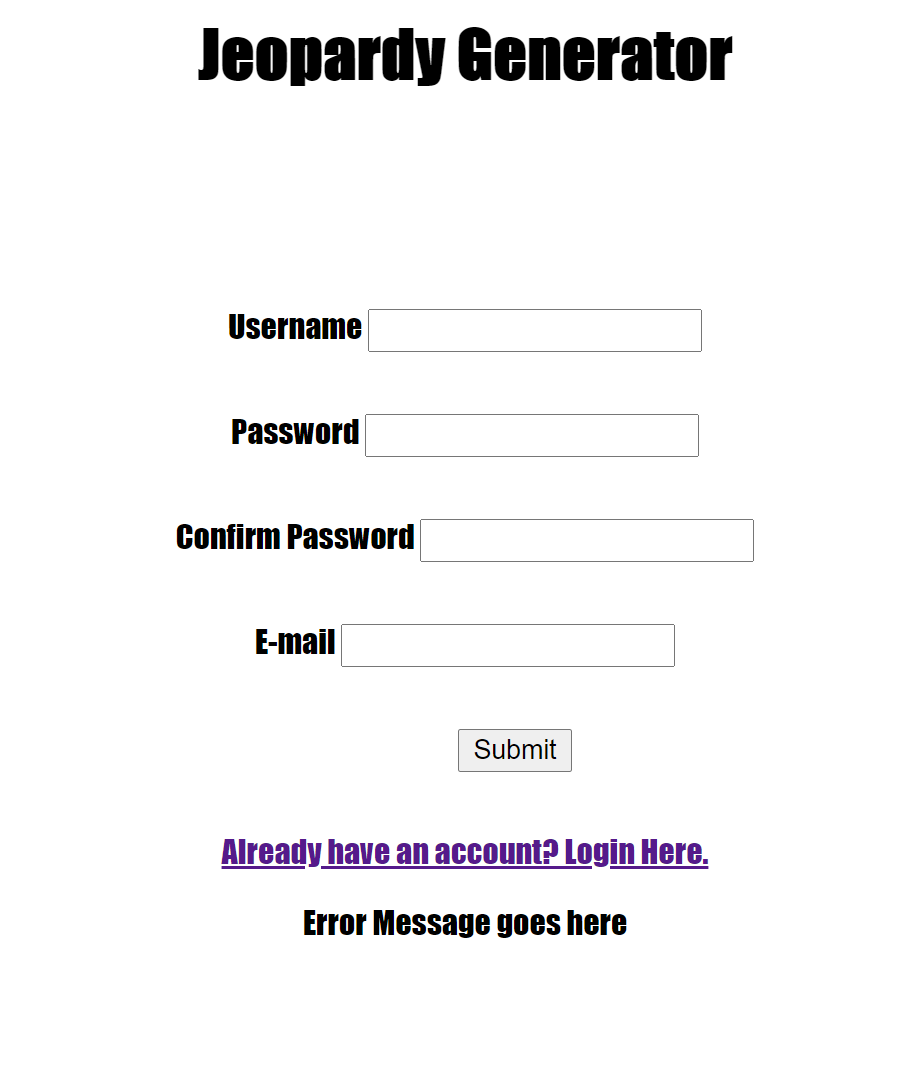 Jeopardy Generator
Username
Password
Confirm Password
E-mail
Submit
Already have an account? Login Here.
Error Message goes here